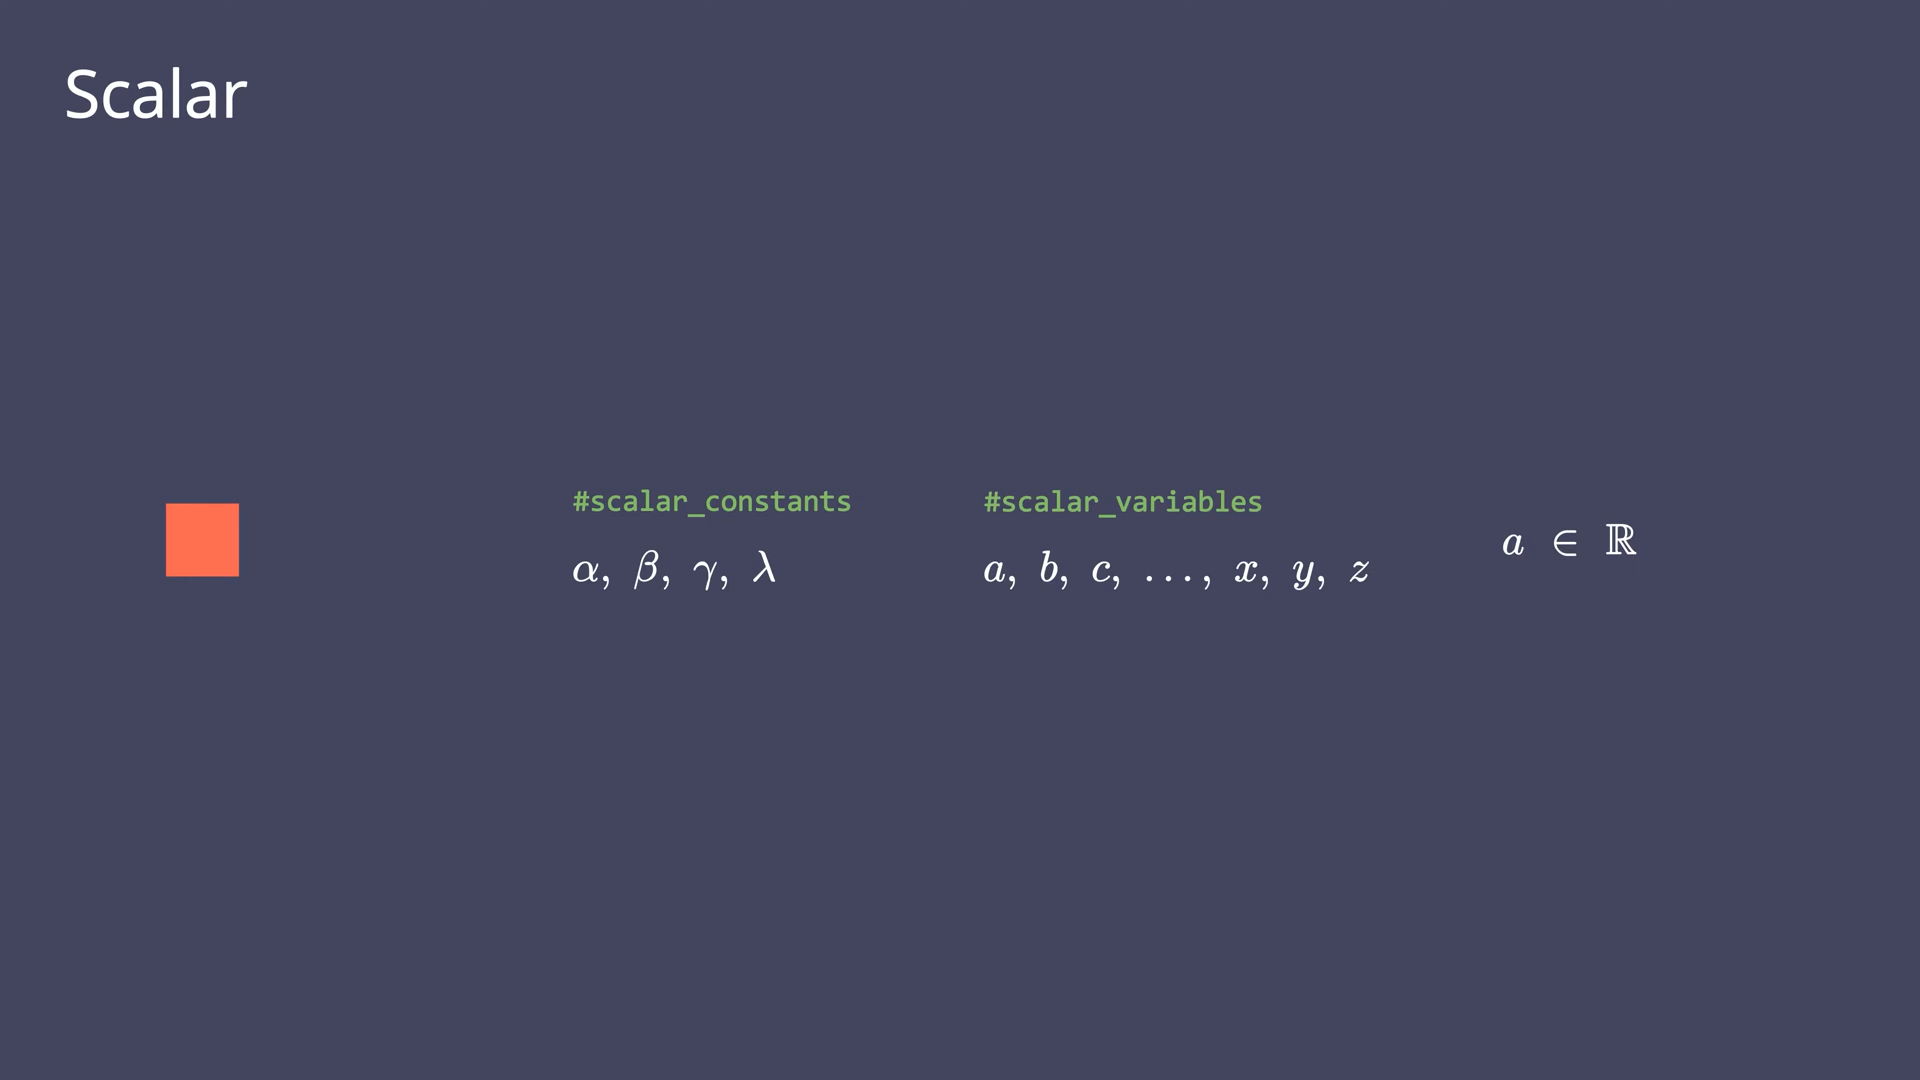 Scalar
#scalar_constants
α, β, γ, λ
#scalar_variables
a, b, c, ..., x, y, z
a ∈ ℝ